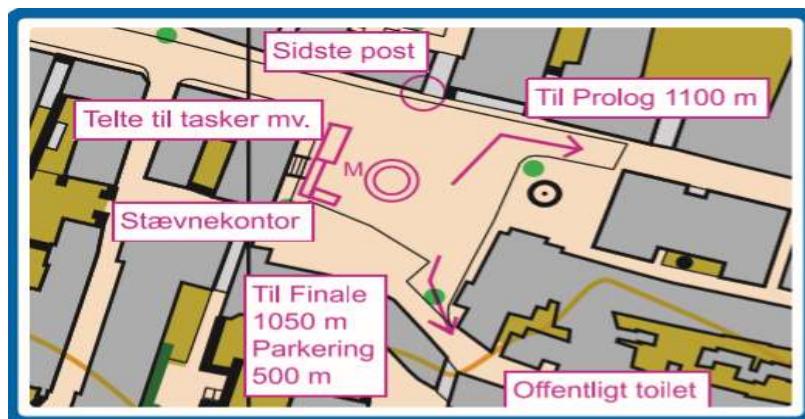 Sidste post
Til Prolog 1100 m
Telte til tasker mv.
M
Stævnekontor
Til Finale
1050 m
Parkering
500 m
Offentligt toilet